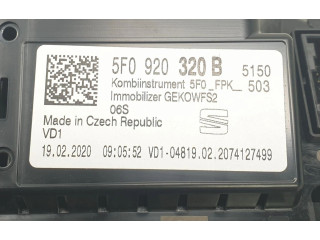 5F0 920 320 B 5150
Kombiinstrument 5F0_FPK_ 503
Immobilizer GEKOWFS2
06S
Made in Czech Republic
VD1
19.02.2020 09:05:52 VD1-04819.02.2074127499